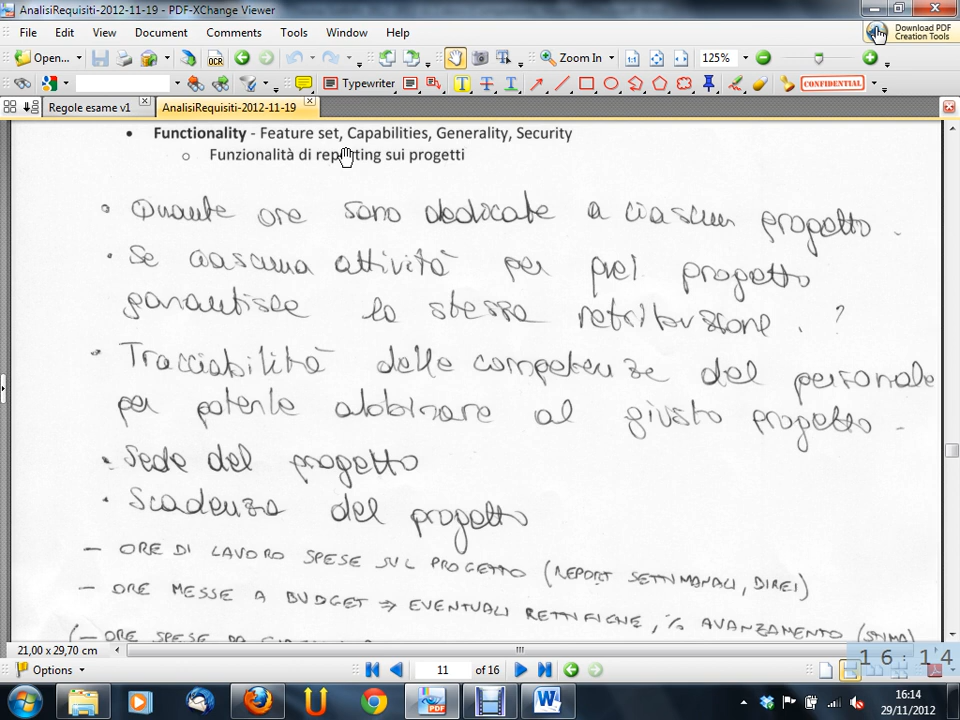 AnalisiRequisiti-2012-11-19 - PDF-XChange Viewer
File Edit View Document Comments Tools Window Help
Download PDF Creation Tools
Open... OCR Zoom In 125%
Typewriter CONFIDENTIAL
Regole esame v1 AnalisiRequisiti-2012-11-19
• Functionality - Feature set, Capabilities, Generality, Security
o Funzionalità di reporting sui progetti
• Quante ore sono dedicate a ciascun progetto.
• Se ciascuna attività per quel progetto
garantisce la stessa retribuzione. ?
• Tracciabilità delle competenze del personale
per poterle abbinare al giusto progetto.
• Sede del progetto
• Scadenza del progetto
- ORE DI LAVORO SPESE SUL PROGETTO (REPORT SETTIMANALI, DIREI)
- ORE MESSE A BUDGET ⇒ EVENTUALI RETTIFICHE, % AVANZAMENTO (STIMA)
(- ORE SPESE DA
21,00 x 29,70 cm
16:14
Options 11 of 16
PDF W
16:14
29/11/2012